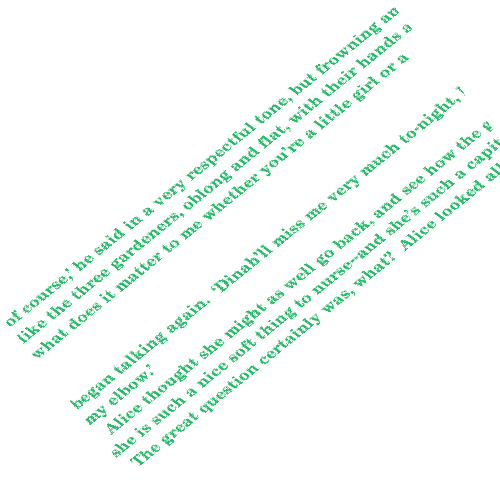 of course,' he said in a very respectful tone, but frowning an
like the three gardeners, oblong and flat, with their hands a
what does it matter to me whether you're a little girl or a
began talking again. 'Dinah'll miss me very much to-night, I
my elbow.'
Alice thought she might as well go back, and see how the g
she is such a nice soft thing to nurse--and she's such a capit
The great question certainly was, what? Alice looked all